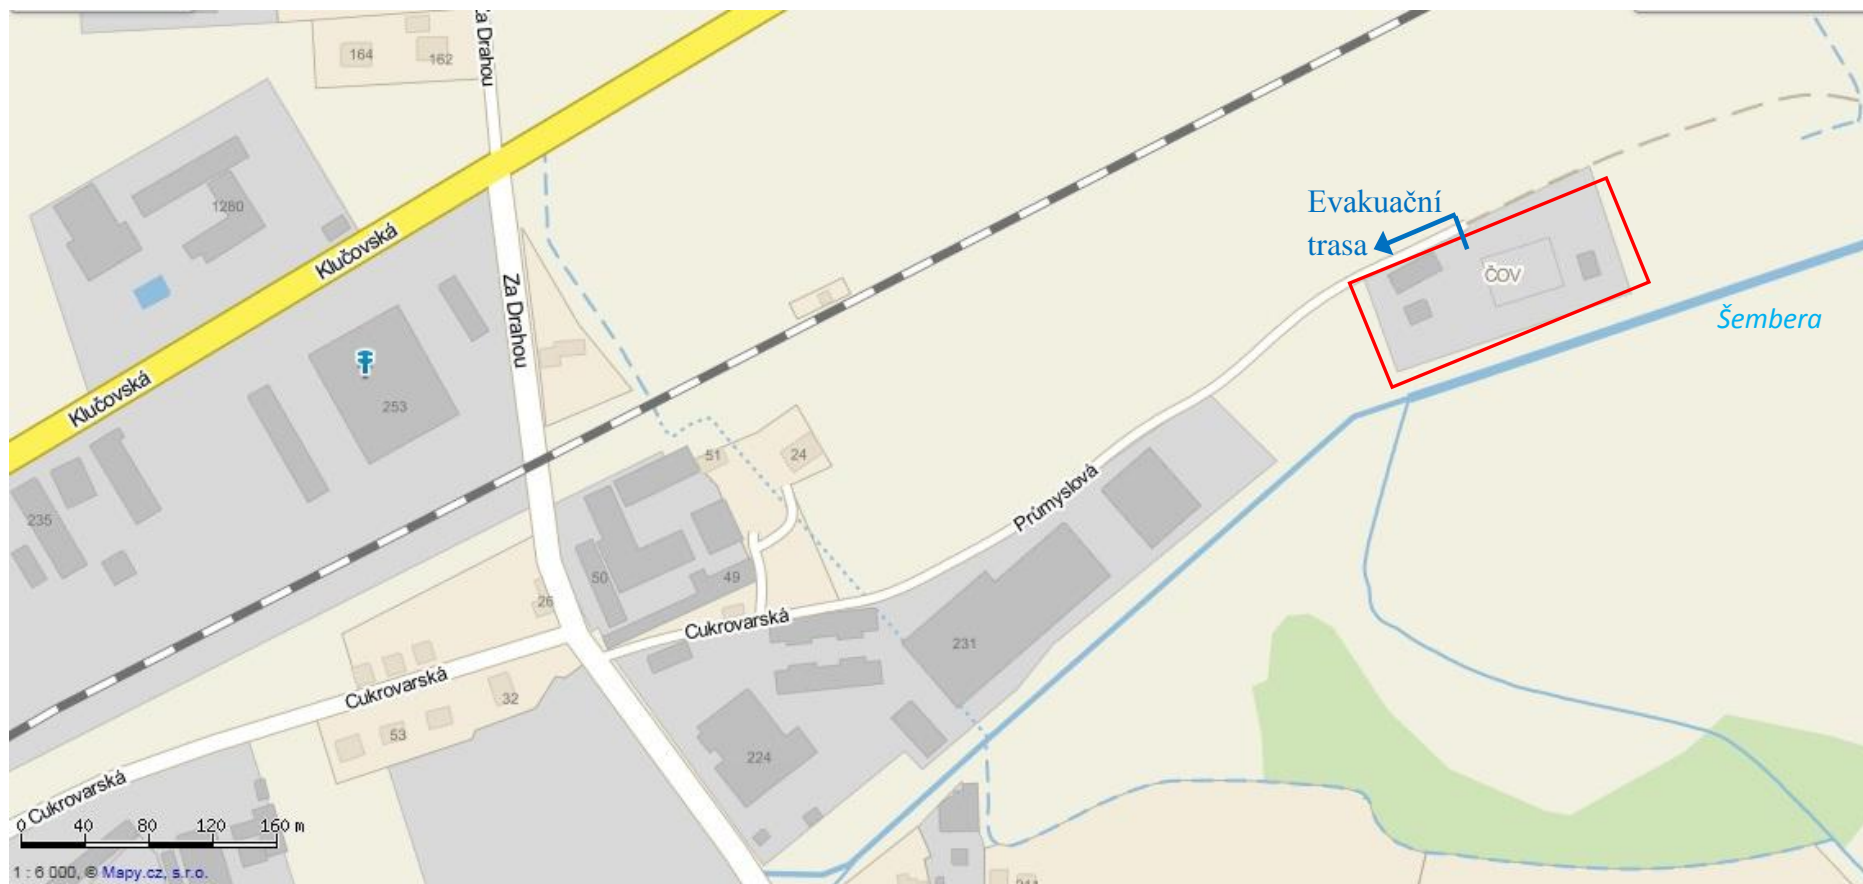 Za Drahou
164
162
1280
Klučovská
Evakuační
trasa
ČOV
Šembera
Za Drahou
Klučovská
253
235
51
24
Průmyslová
50
49
26
Cukrovarská
231
Cukrovarská
32
53
224
Cukrovarská
0 40 80 120 160 m
1 : 6 000, © Mapy.cz, s.r.o.